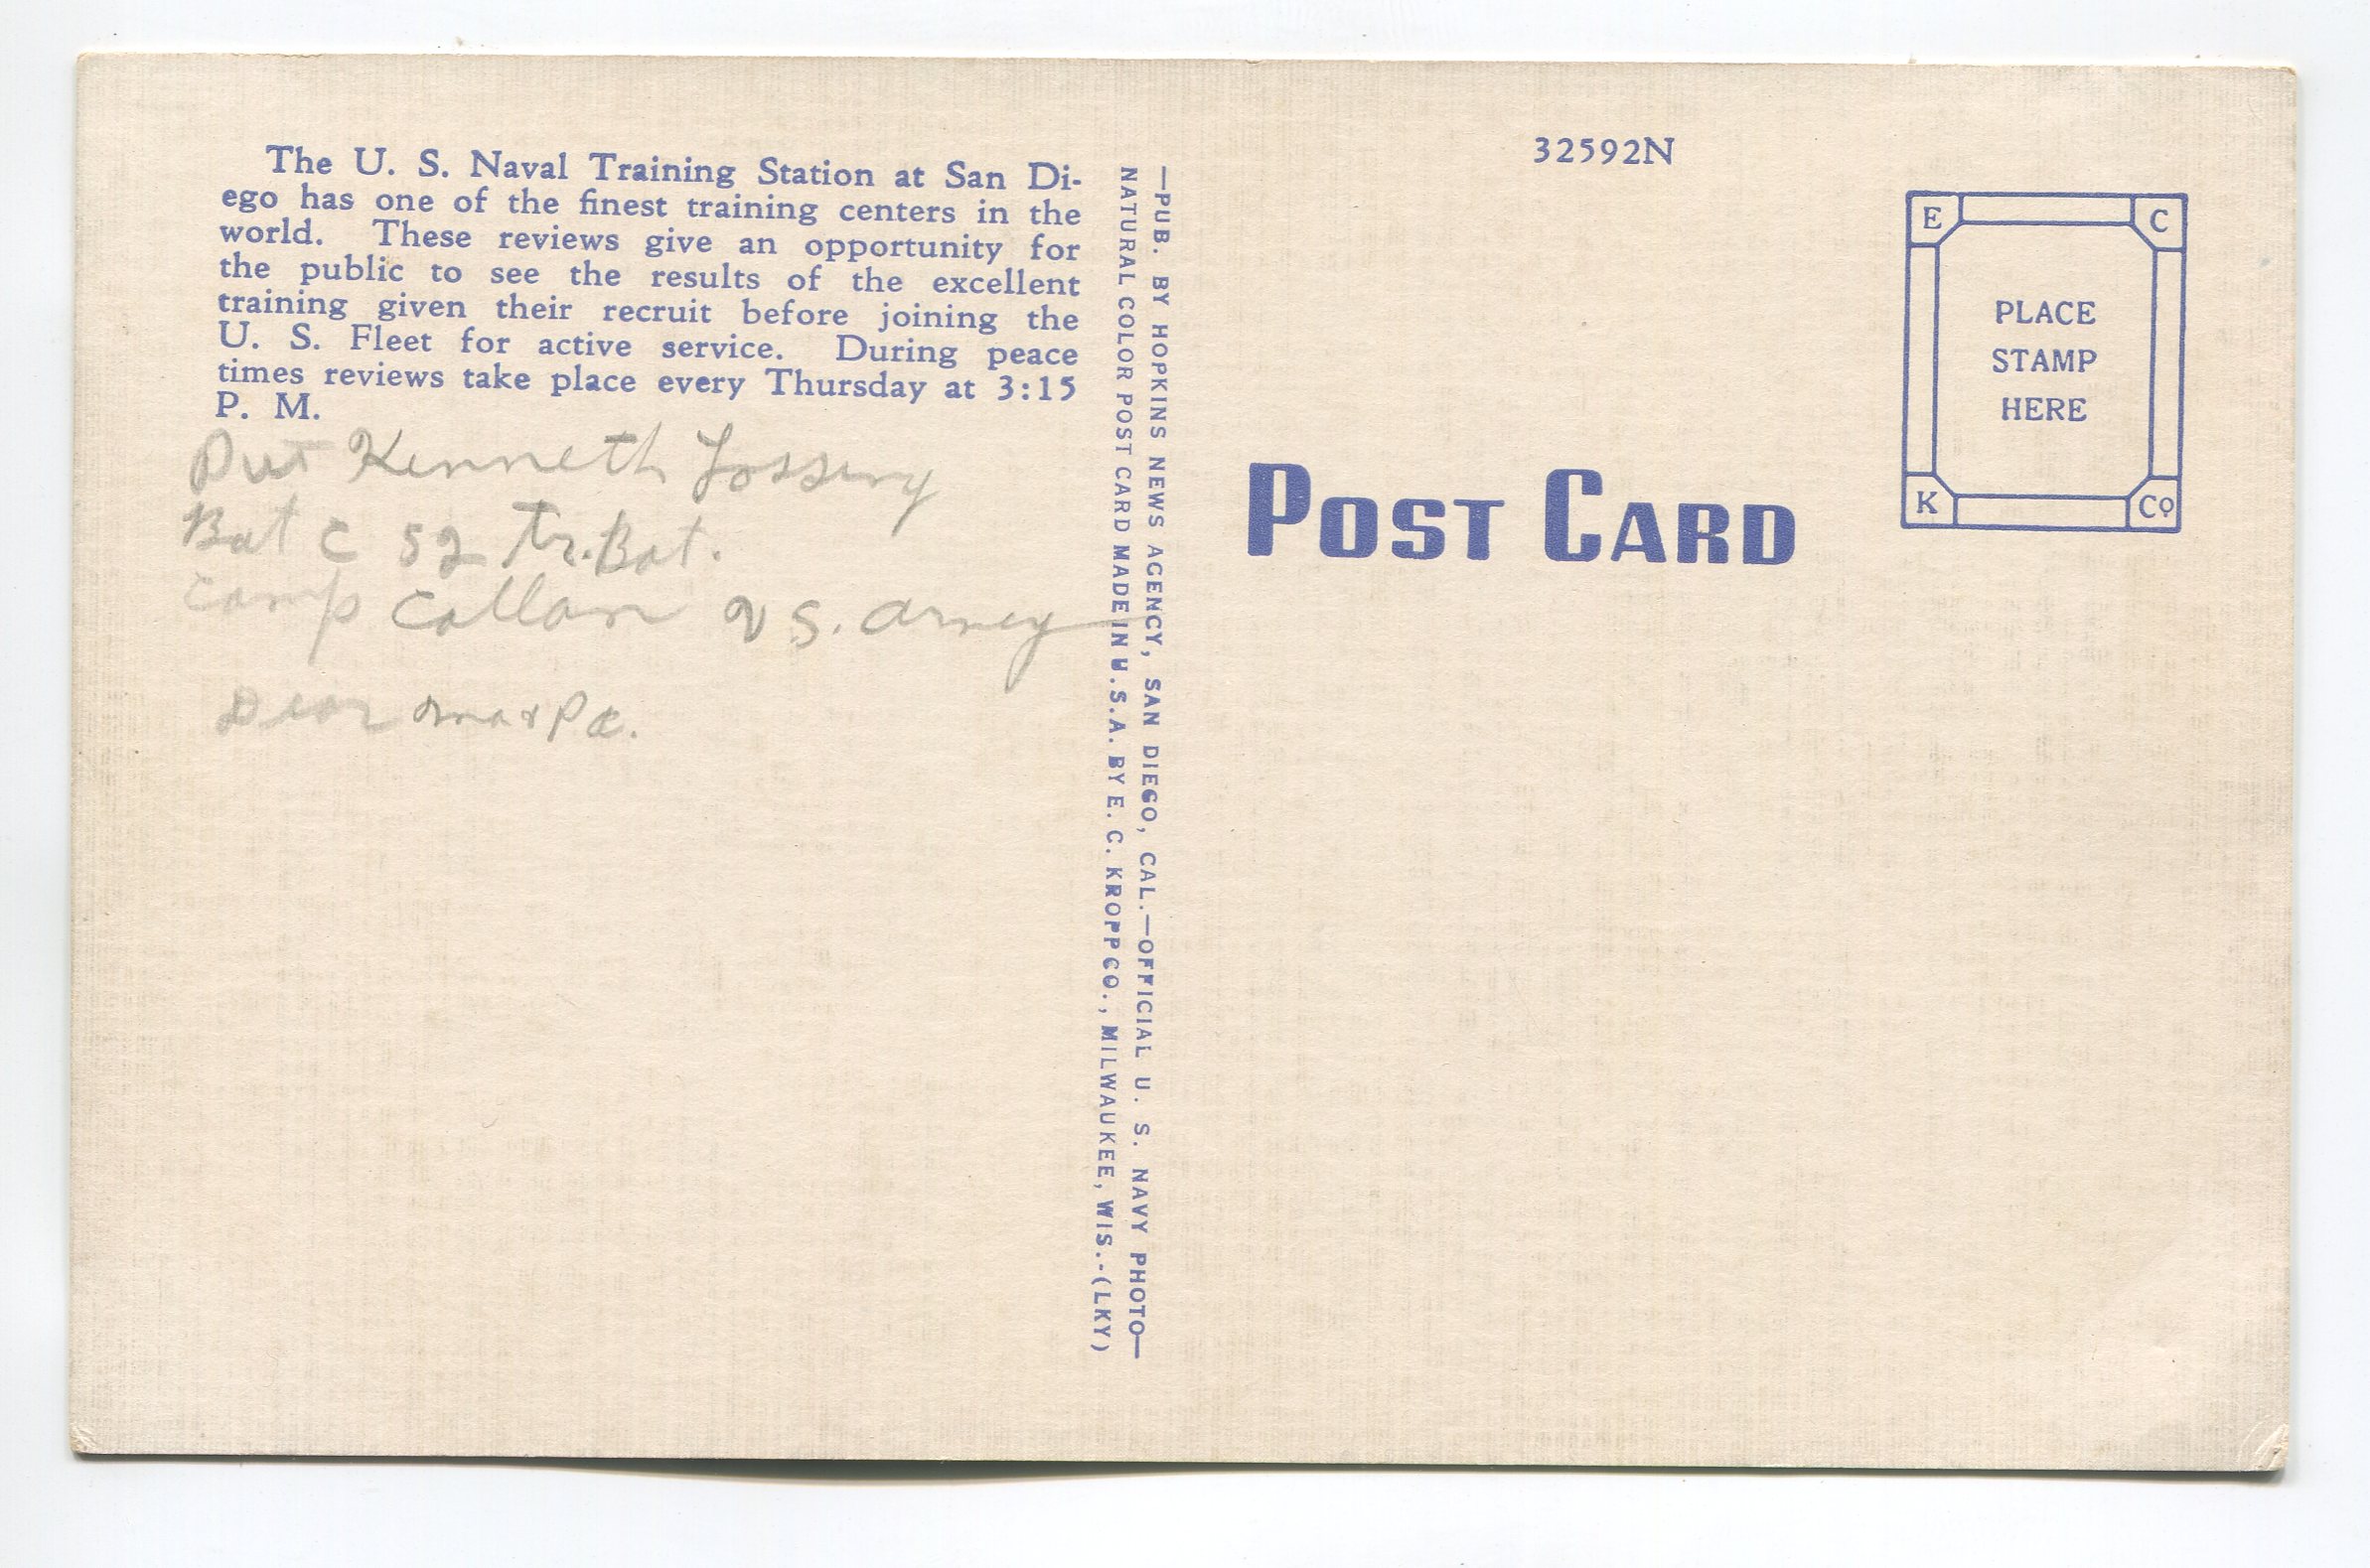 The U. S. Naval Training Station at San Di-
ego has one of the finest training centers in the
world. These reviews give an opportunity for
the public to see the results of the excellent
training given their recruit before joining the
U. S. Fleet for active service. During peace
times reviews take place every Thursday at 3:15
P. M.
Kenneth
Bat C 52 Tr. Bat.
Camp Callan U S. Army
Dear Ma & Pa.
—PUB. BY HOPKINS NEWS AGENCY, SAN DIEGO, CAL.—OFFICIAL U. S. NAVY PHOTO—
NATURAL COLOR POST CARD MADE IN U.S.A. BY E. C. KROPP CO., MILWAUKEE, WIS.-(LKY)
32592N
POST CARD
E C
PLACE
STAMP
HERE
K Co